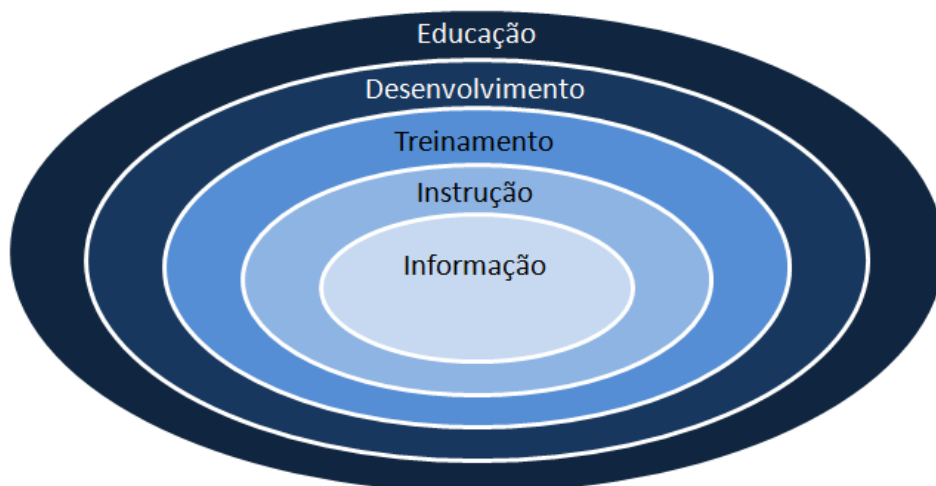 Educação
Desenvolvimento
Treinamento
Instrução
Informação